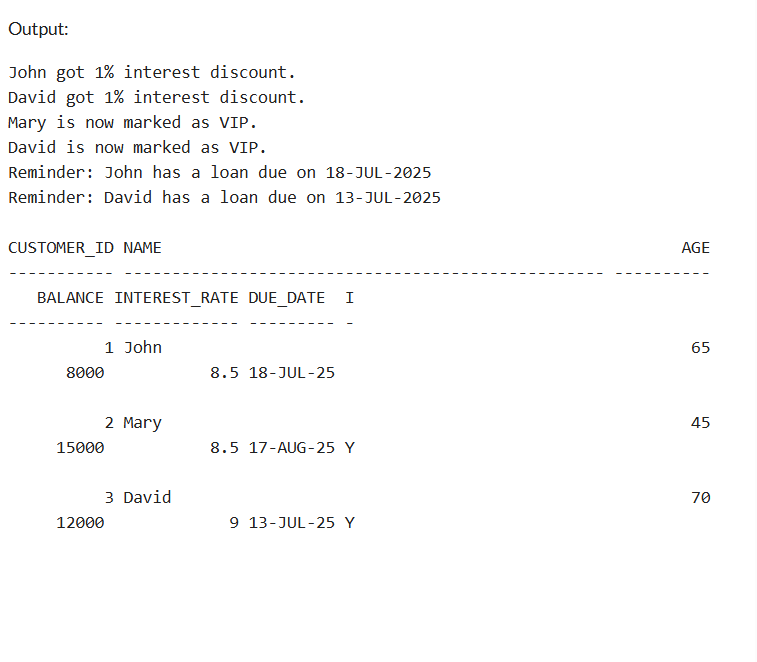 Output:
John got 1% interest discount.
David got 1% interest discount.
Mary is now marked as VIP.
David is now marked as VIP.
Reminder: John has a loan due on 18-JUL-2025
Reminder: David has a loan due on 13-JUL-2025
CUSTOMER_ID NAME                                                      AGE
----------- -------------------------------------------------- ----------
   BALANCE INTEREST_RATE DUE_DATE  I
---------- ------------- --------- -
          1 John                                                       65
      8000           8.5 18-JUL-25
          2 Mary                                                       45
     15000           8.5 17-AUG-25 Y
          3 David                                                      70
     12000             9 13-JUL-25 Y